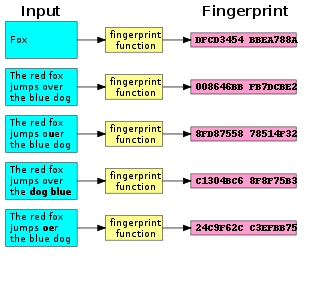 Input Fingerprint
Fox
fingerprint
function
DFCD3454 BBEA788A
The red fox
jumps over
the blue dog
fingerprint
function
008646BB FB7DCBE2
The red fox
jumps ouer
the blue dog
fingerprint
function
8FD87558 78514F32
The red fox
jumps over
the dog blue
fingerprint
function
C1304BC6 8F8F75B3
The red fox
jumps oer
the blue dog
fingerprint
function
24C9F62C C3EFBB75